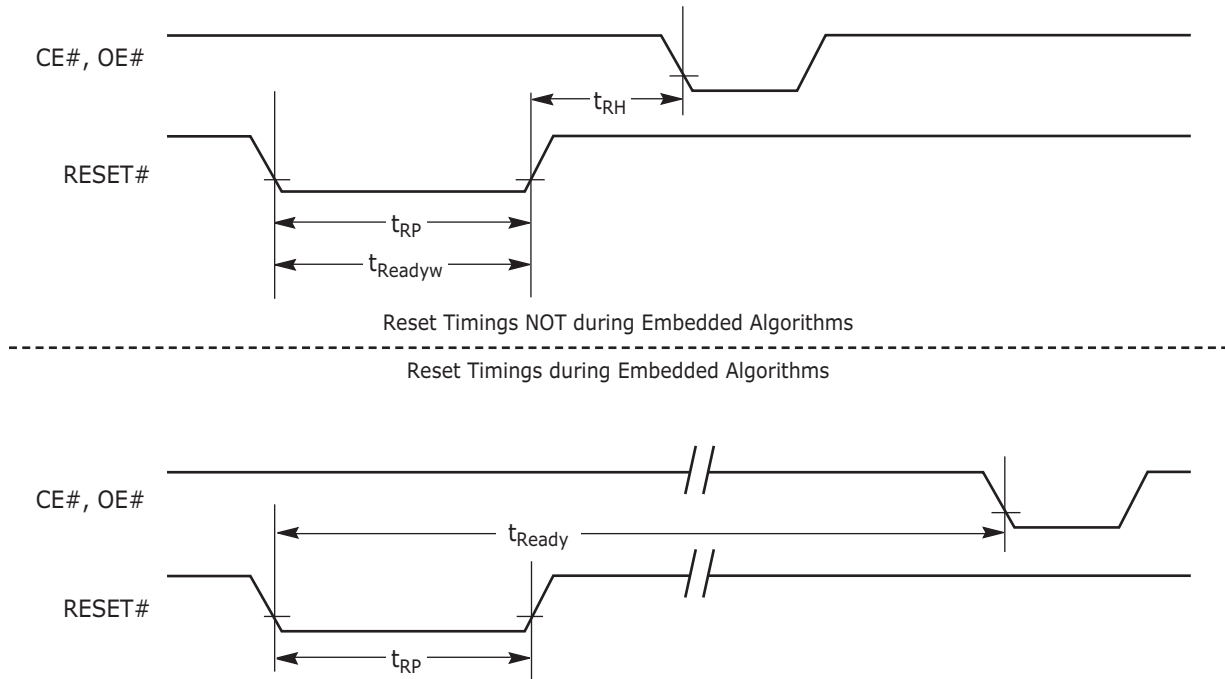 CE#, OE#
tRH
RESET#
tRP
tReadyw
Reset Timings NOT during Embedded Algorithms
Reset Timings during Embedded Algorithms
CE#, OE#
tReady
RESET#
tRP